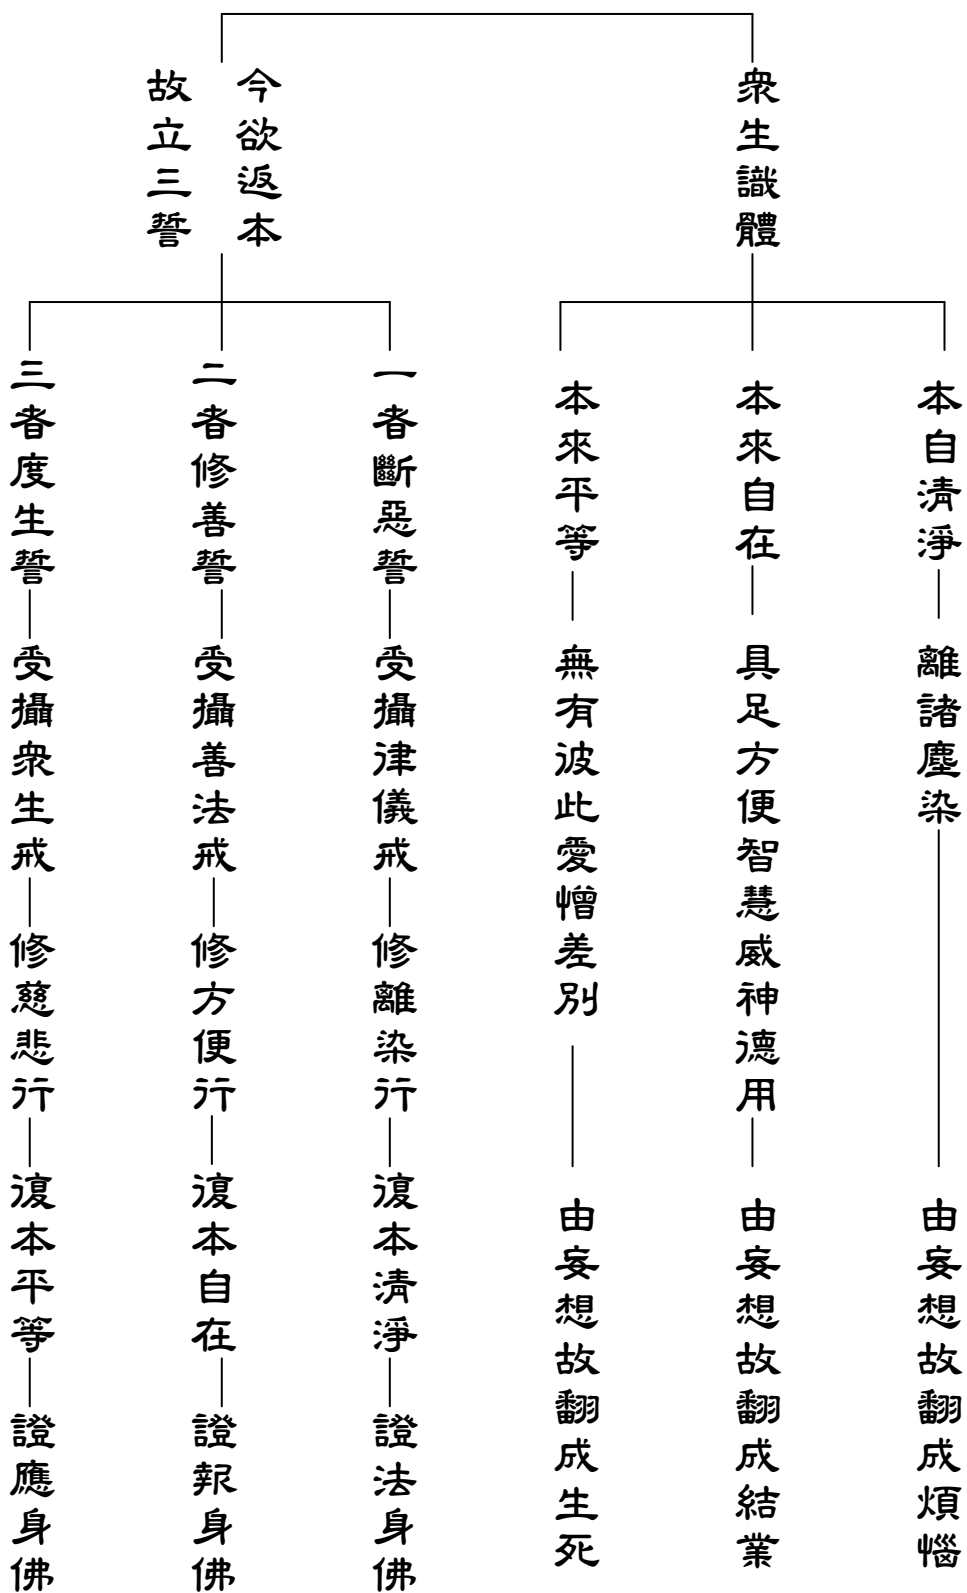 衆生識體
本自清淨
離諸塵染
由妄想故翻成煩惱
本來自在
具足方便智慧威神德用
由妄想故翻成結業
本來平等
無有彼此愛憎差別
由妄想故翻成生死
今欲返本
故立三誓
一者斷惡誓
受攝律儀戒
修離染行
復本清淨
證法身佛
二者修善誓
受攝善法戒
修方便行
復本自在
證報身佛
三者度生誓
受攝衆生戒
修慈悲行
復本平等
證應身佛